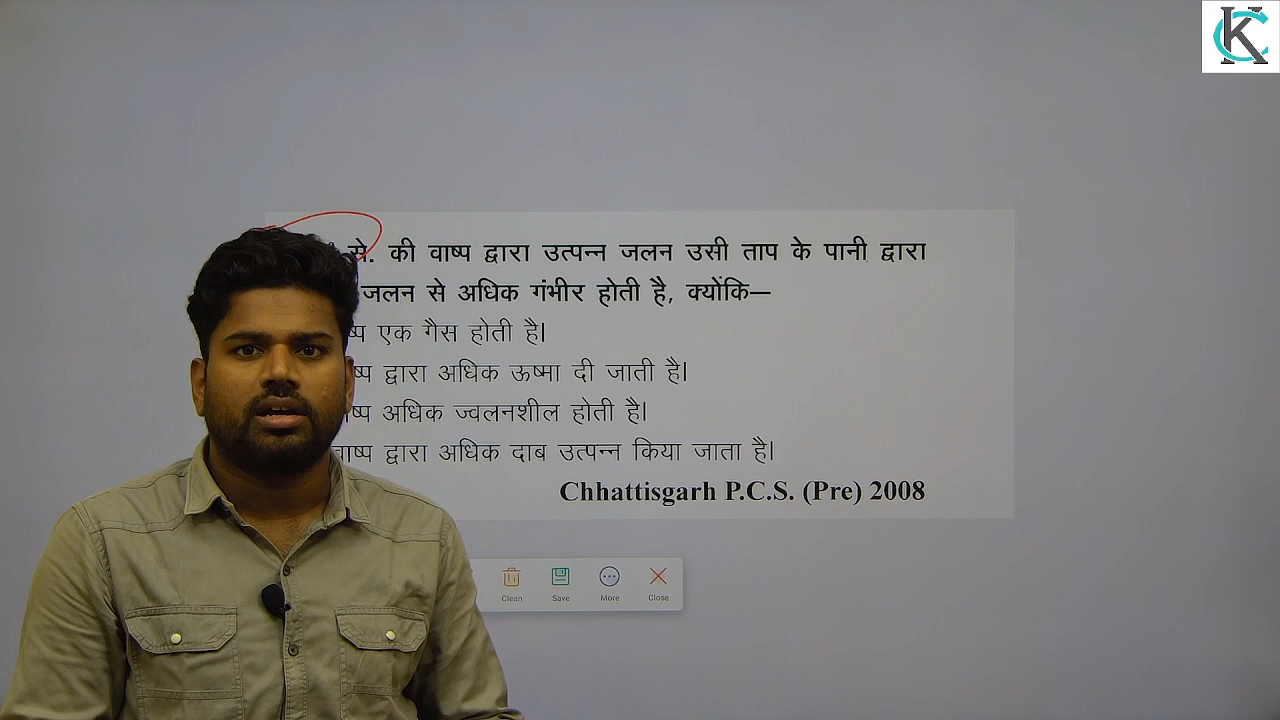 से. की वाष्प द्वारा उत्पन्न जलन उसी ताप के पानी द्वारा
जलन से अधिक गंभीर होती है, क्योंकि—
एक गैस होती है।
द्वारा अधिक ऊष्मा दी जाती है।
अधिक ज्वलनशील होती है।
वाष्प द्वारा अधिक दाब उत्पन्न किया जाता है।
Chhattisgarh P.C.S. (Pre) 2008
Clean Save More Close
KC